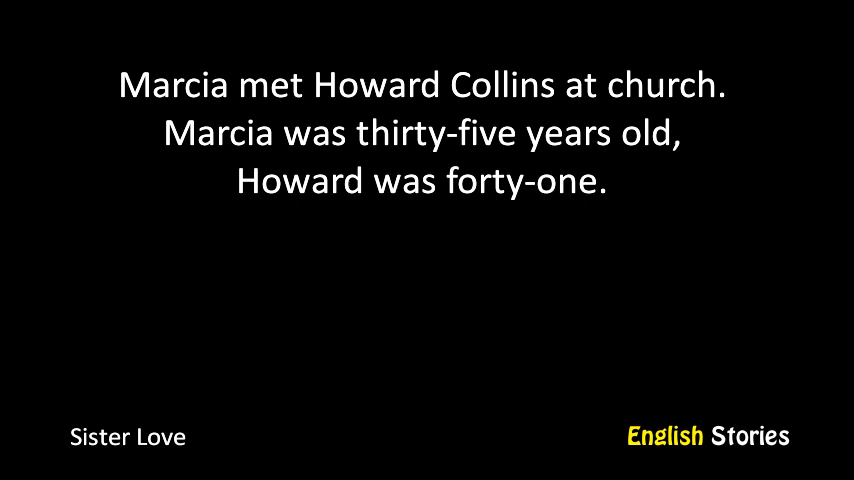 Marcia met Howard Collins at church.
Marcia was thirty-five years old,
Howard was forty-one.
Sister Love
English Stories